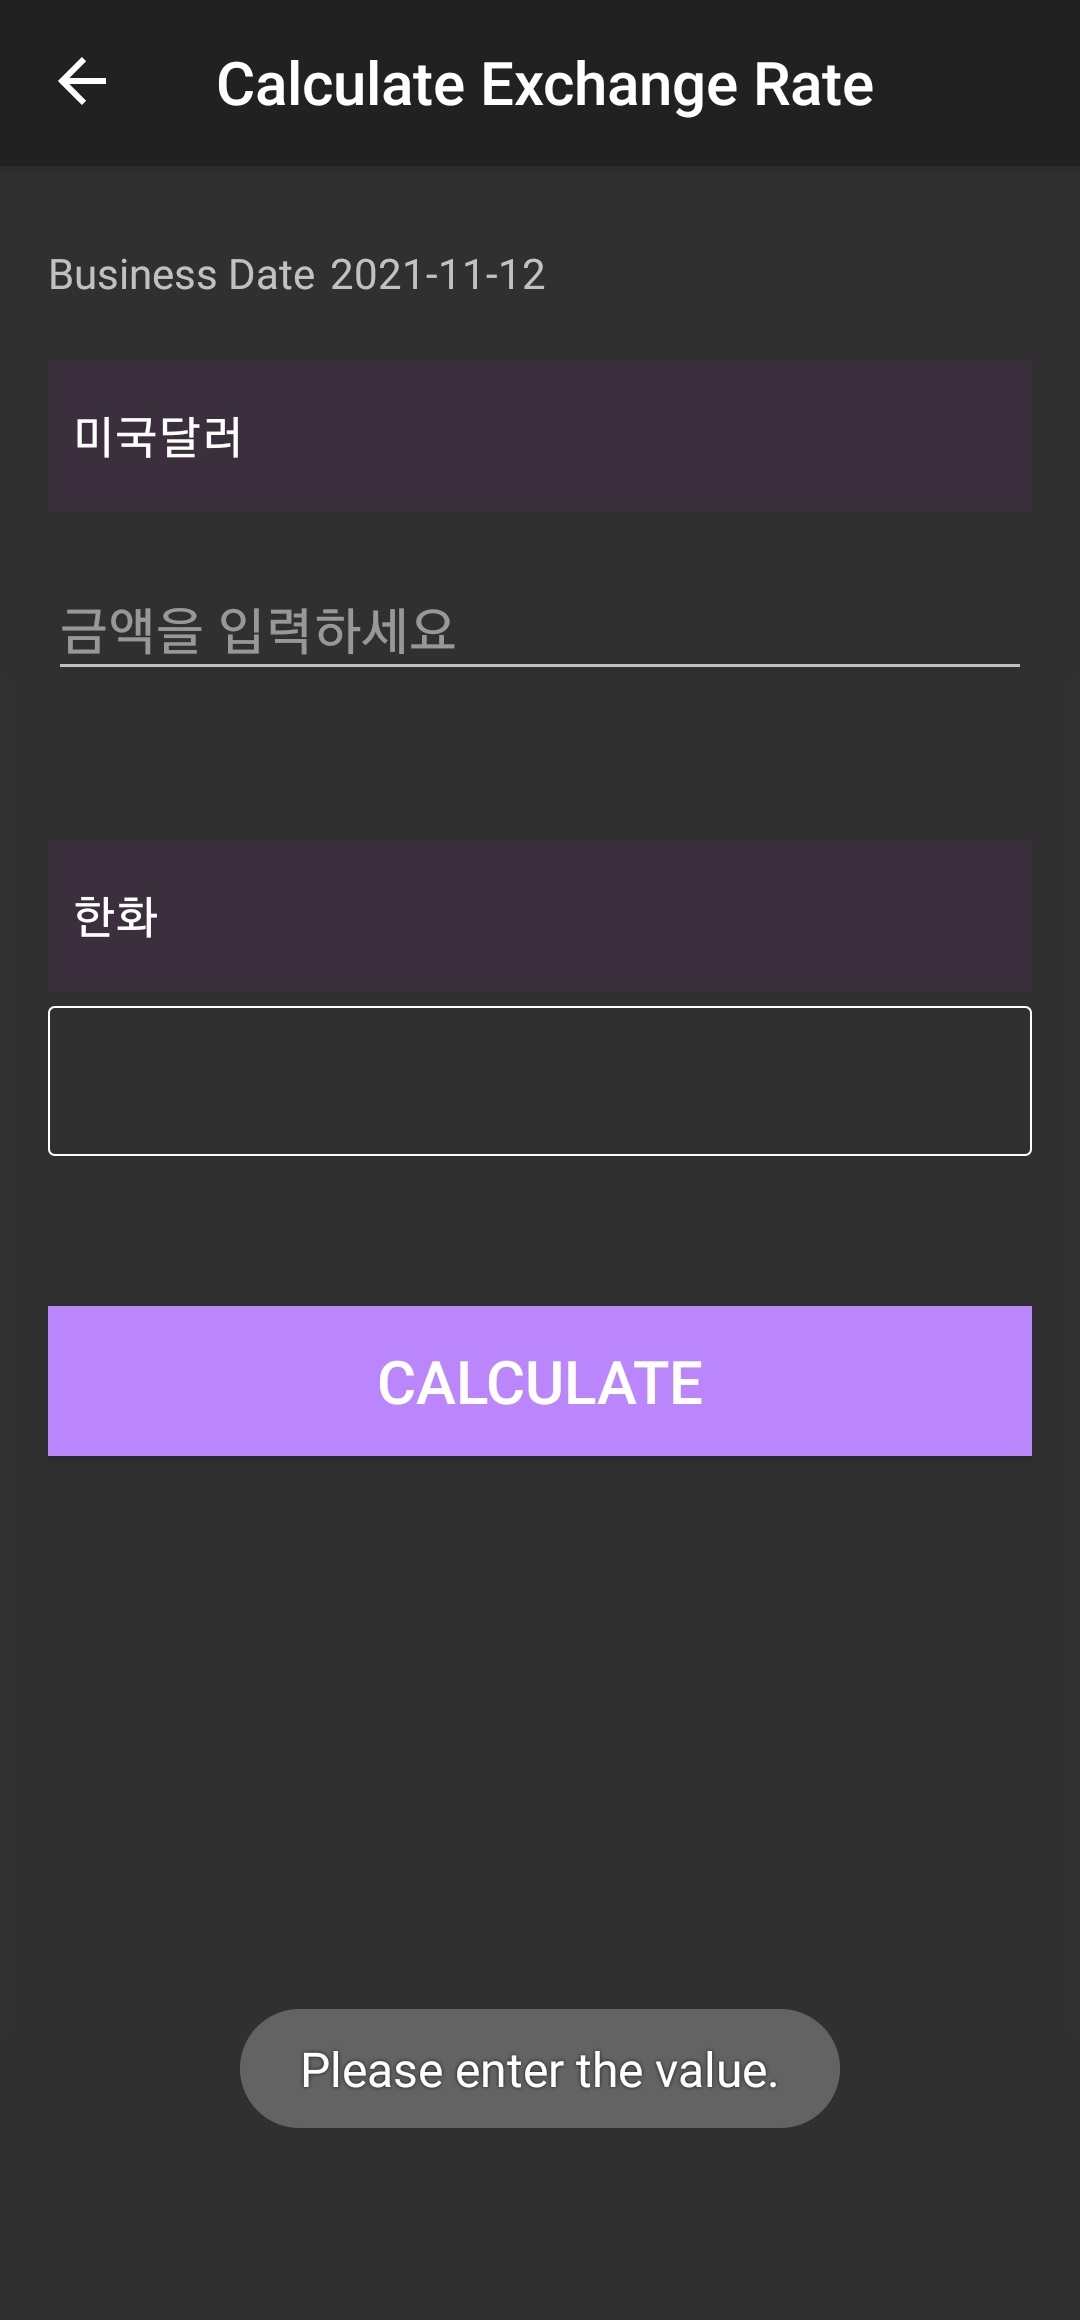 Calculate Exchange Rate
Business Date 2021-11-12
미국달러
금액을 입력하세요
한화
CALCULATE
Please enter the value.